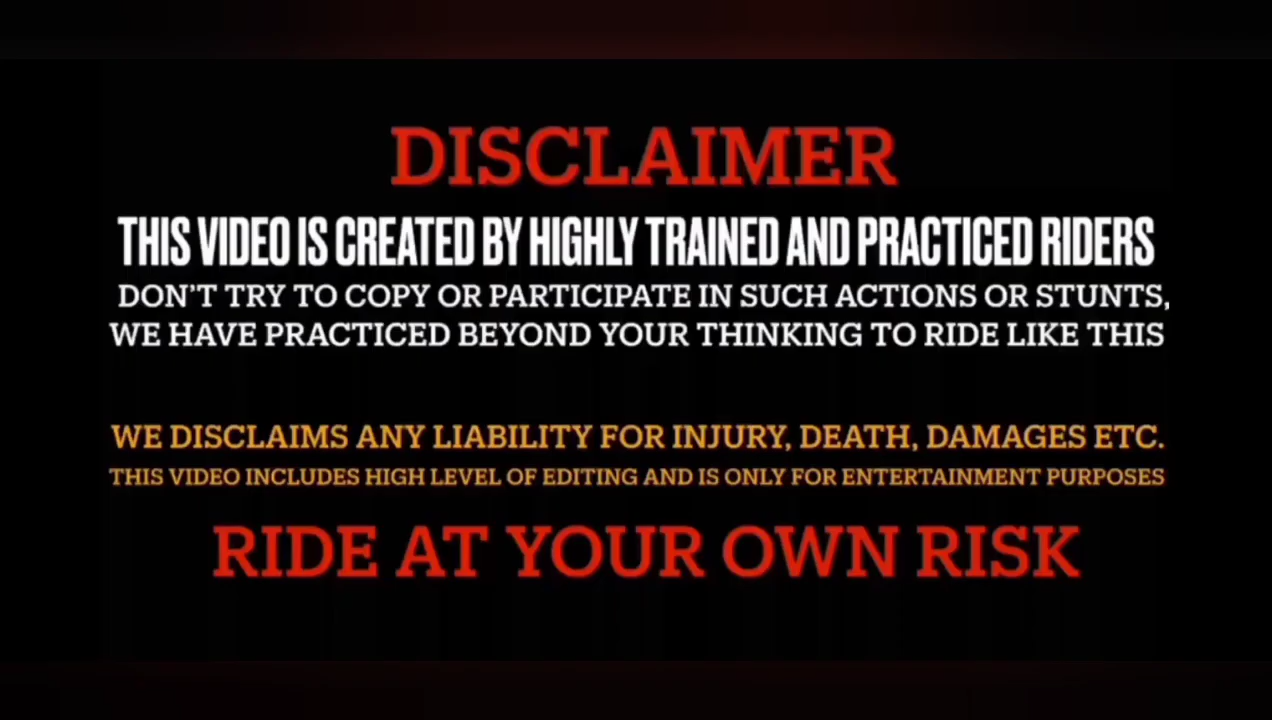 DISCLAIMER
THIS VIDEO IS CREATED BY HIGHLY TRAINED AND PRACTICED RIDERS
DON'T TRY TO COPY OR PARTICIPATE IN SUCH ACTIONS OR STUNTS,
WE HAVE PRACTICED BEYOND YOUR THINKING TO RIDE LIKE THIS
WE DISCLAIMS ANY LIABILITY FOR INJURY, DEATH, DAMAGES ETC.
THIS VIDEO INCLUDES HIGH LEVEL OF EDITING AND IS ONLY FOR ENTERTAINMENT PURPOSES
RIDE AT YOUR OWN RISK